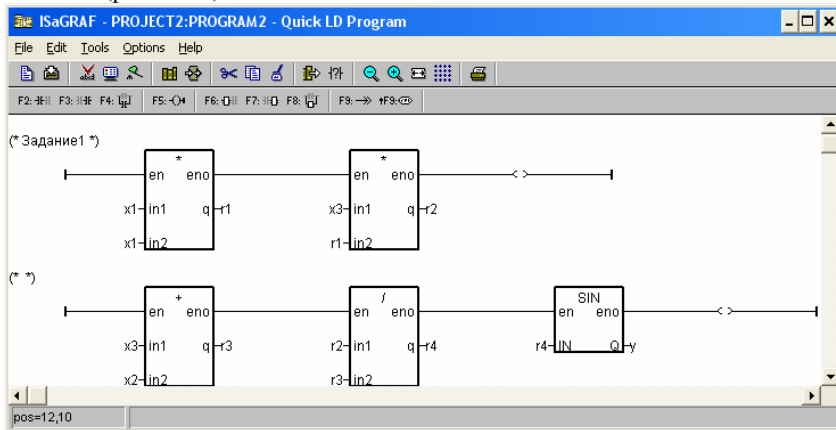 ISaGRAF - PROJECT2:PROGRAM2 - Quick LD Program
File Edit Tools Options Help
F2: F3: F4: F5: F6: F7: F8: F9: ↑F9:
(* Задание1 *)
* *
en eno en eno
x1 in1 q r1 x3 in1 q r2
x1 in2 r1 in2
(* *)
+ / SIN
en eno en eno en eno
x3 in1 q r3 r2 in1 q r4 r4 IN Q y
x2 in2 r3 in2
pos=12,10